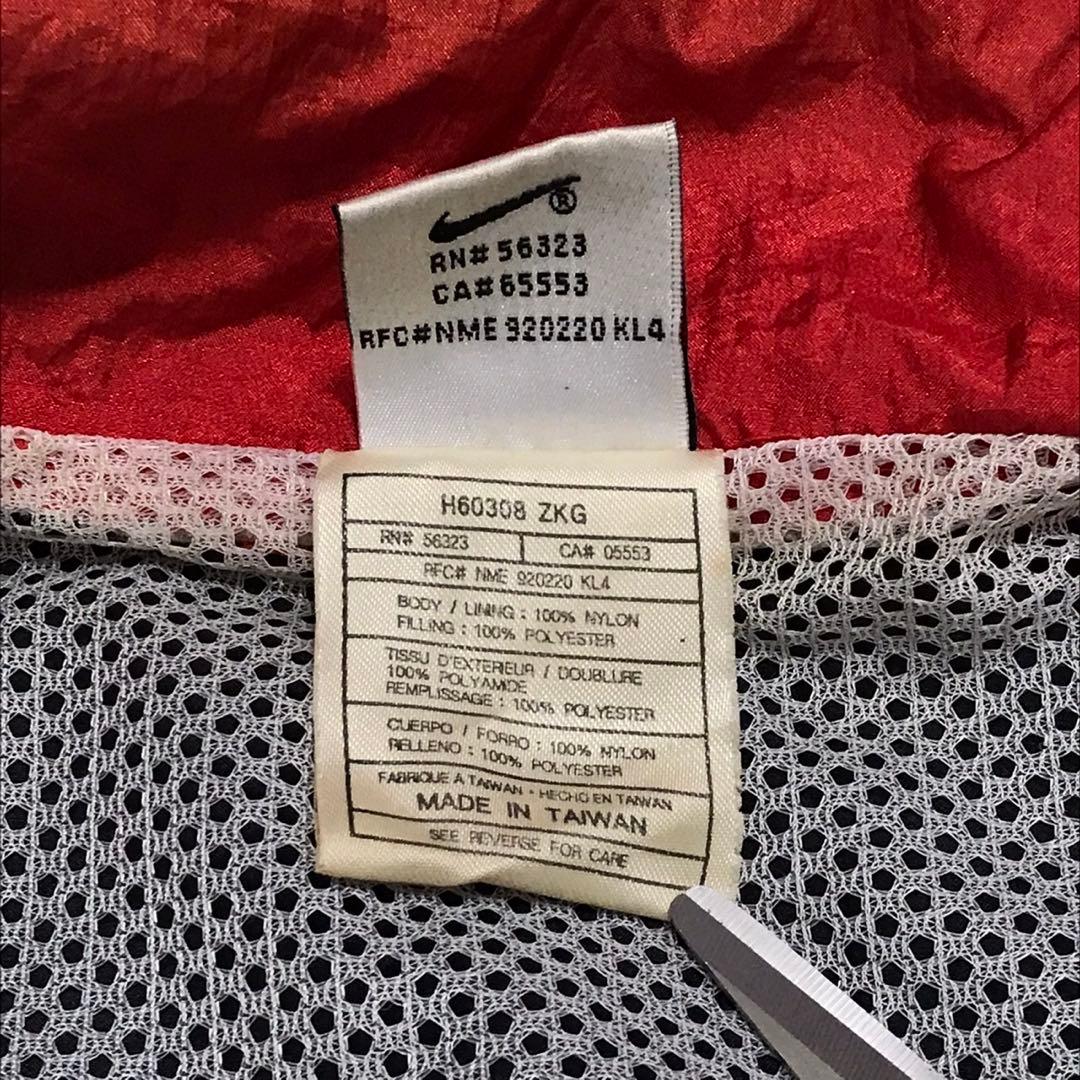 ®
RN# 56323
CA#65553
RFC#NME 920220 KL4
H60308 ZKG
RN# 56323
CA# 05553
RFC# NME 920220 KL4
BODY / LINING : 100% NYLON
FILLING : 100% POLYESTER
TISSU D'EXTERIEUR / DOUBLURE
100% POLYAMIDE
REMPLISSAGE : 100% POLYESTER
CUERPO / FORRO : 100% NYLON
RELLENO : 100% POLYESTER
FABRIQUE A TAIWAN • HECHO EN TAIWAN
MADE IN TAIWAN
SEE REVERSE FOR CARE